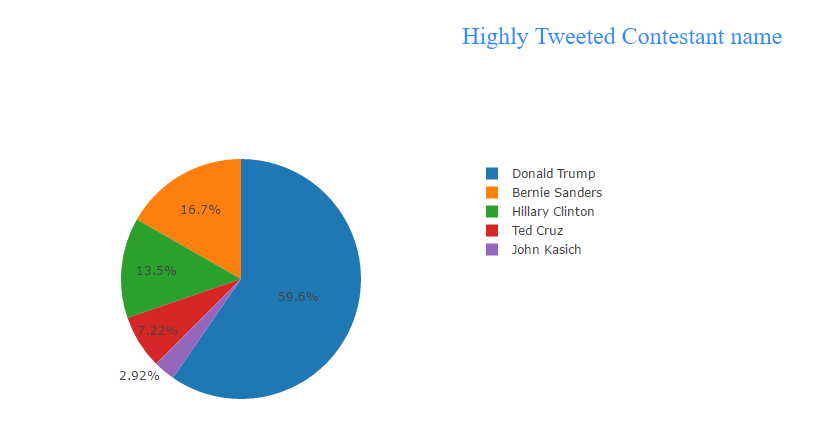 Highly Tweeted Contestant name
16.7%
13.5%
59.6%
7.22%
2.92%
Donald Trump
Bernie Sanders
Hillary Clinton
Ted Cruz
John Kasich